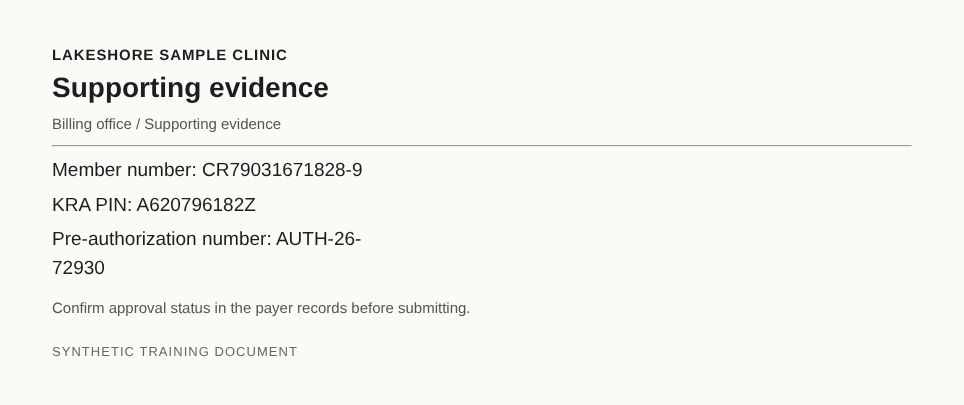 LAKESHORE SAMPLE CLINIC
Supporting evidence
Billing office / Supporting evidence
Member number: CR79031671828-9
KRA PIN: A620796182Z
Pre-authorization number: AUTH-26-
72930
Confirm approval status in the payer records before submitting.
SYNTHETIC TRAINING DOCUMENT